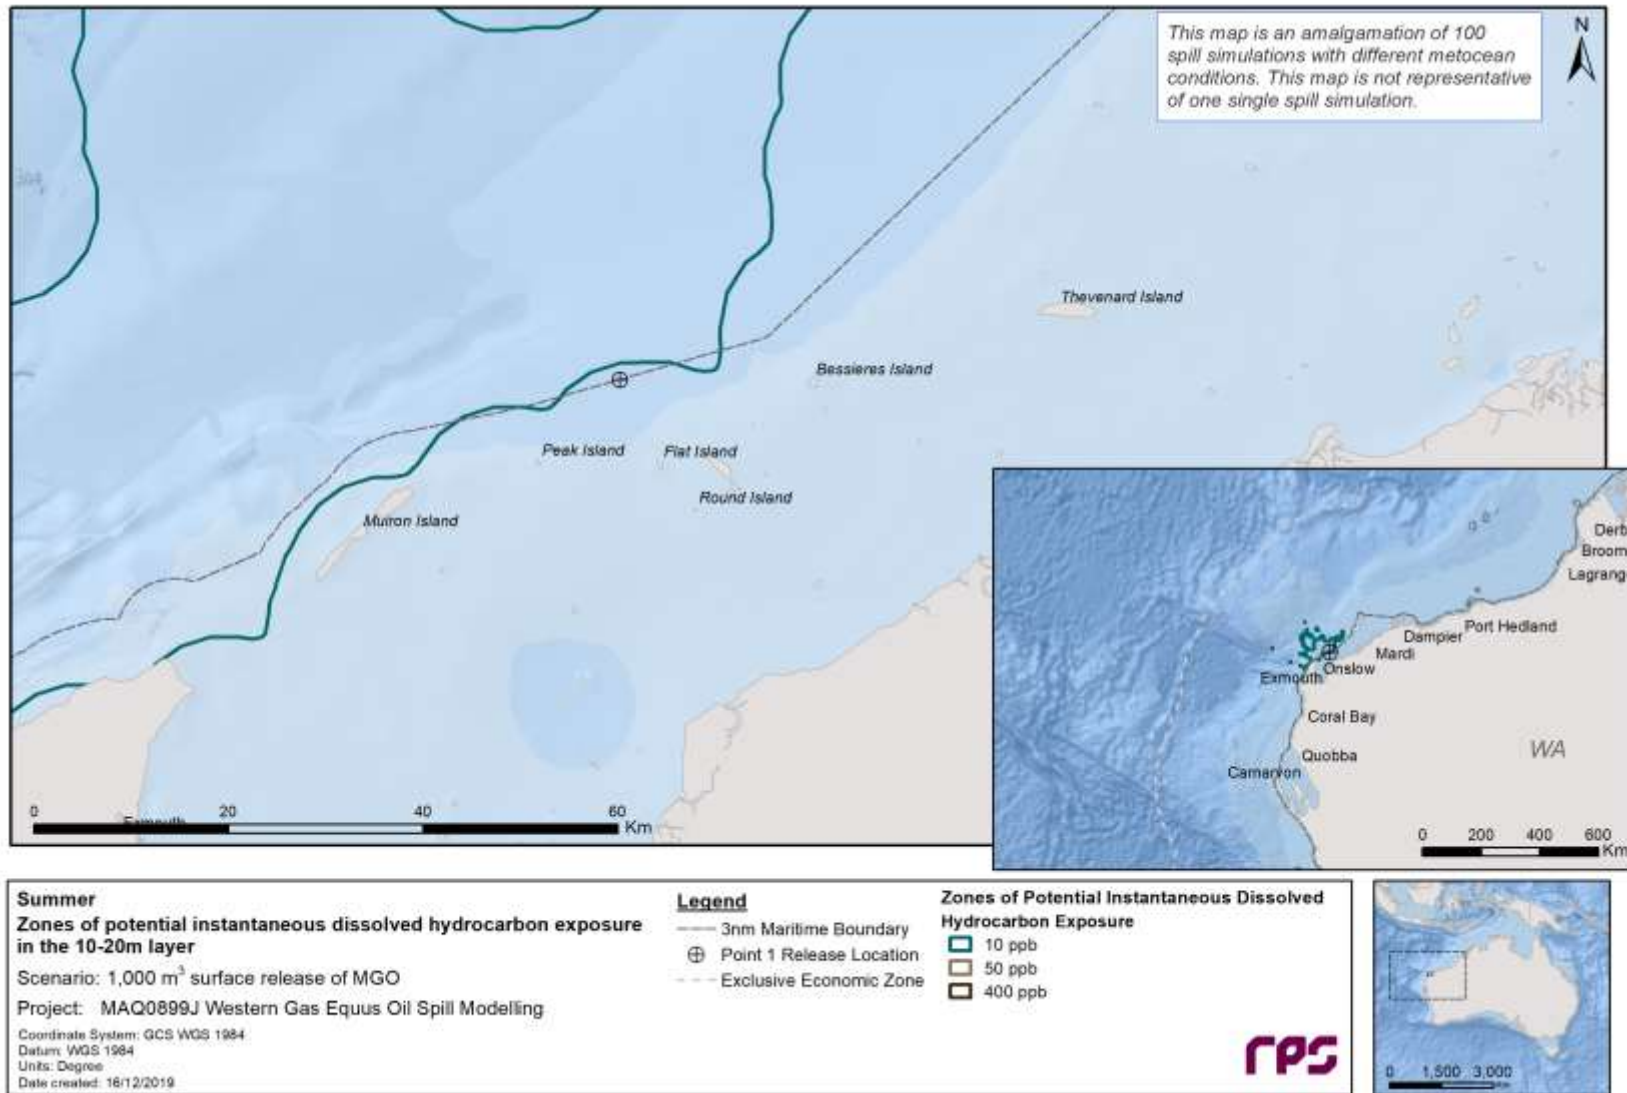 This map is an amalgamation of 100
spill simulations with different metocean
conditions. This map is not representative
of one single spill simulation.
N
304
Thevenard Island
Bessieres Island
Peak Island
Flat Island
Round Island
Muiron Island
Exmouth
0 20 40 60 Km
Derb
Broom
Lagrang
Port Hedland
Dampier
Mardi
Onslow
Exmouth
Coral Bay
Quobba
Carnarvon
WA
0 200 400 600
Km
Summer
Zones of potential instantaneous dissolved hydrocarbon exposure
in the 10-20m layer
Scenario: 1,000 m³ surface release of MGO
Project: MAQ0899J Western Gas Equus Oil Spill Modelling
Coordinate System: GCS WGS 1984
Datum: WGS 1984
Units: Degree
Date created: 16/12/2019
Legend
3nm Maritime Boundary
Point 1 Release Location
Exclusive Economic Zone
Zones of Potential Instantaneous Dissolved
Hydrocarbon Exposure
10 ppb
50 ppb
400 ppb
rps
0 1,500 3,000